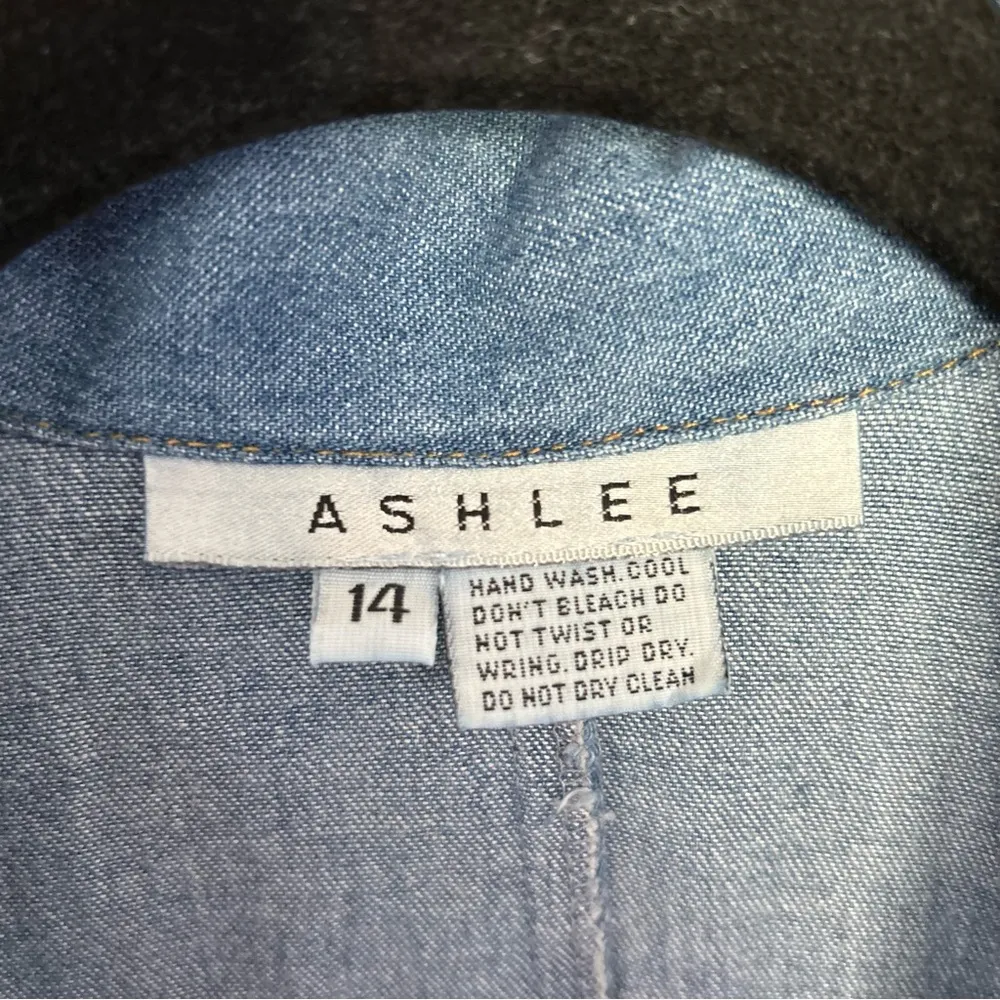 ASHLEE
14
HAND WASH.COOL
DON'T BLEACH DO
NOT TWIST OR
WRING.DRIP DRY.
DO NOT DRY CLEAN